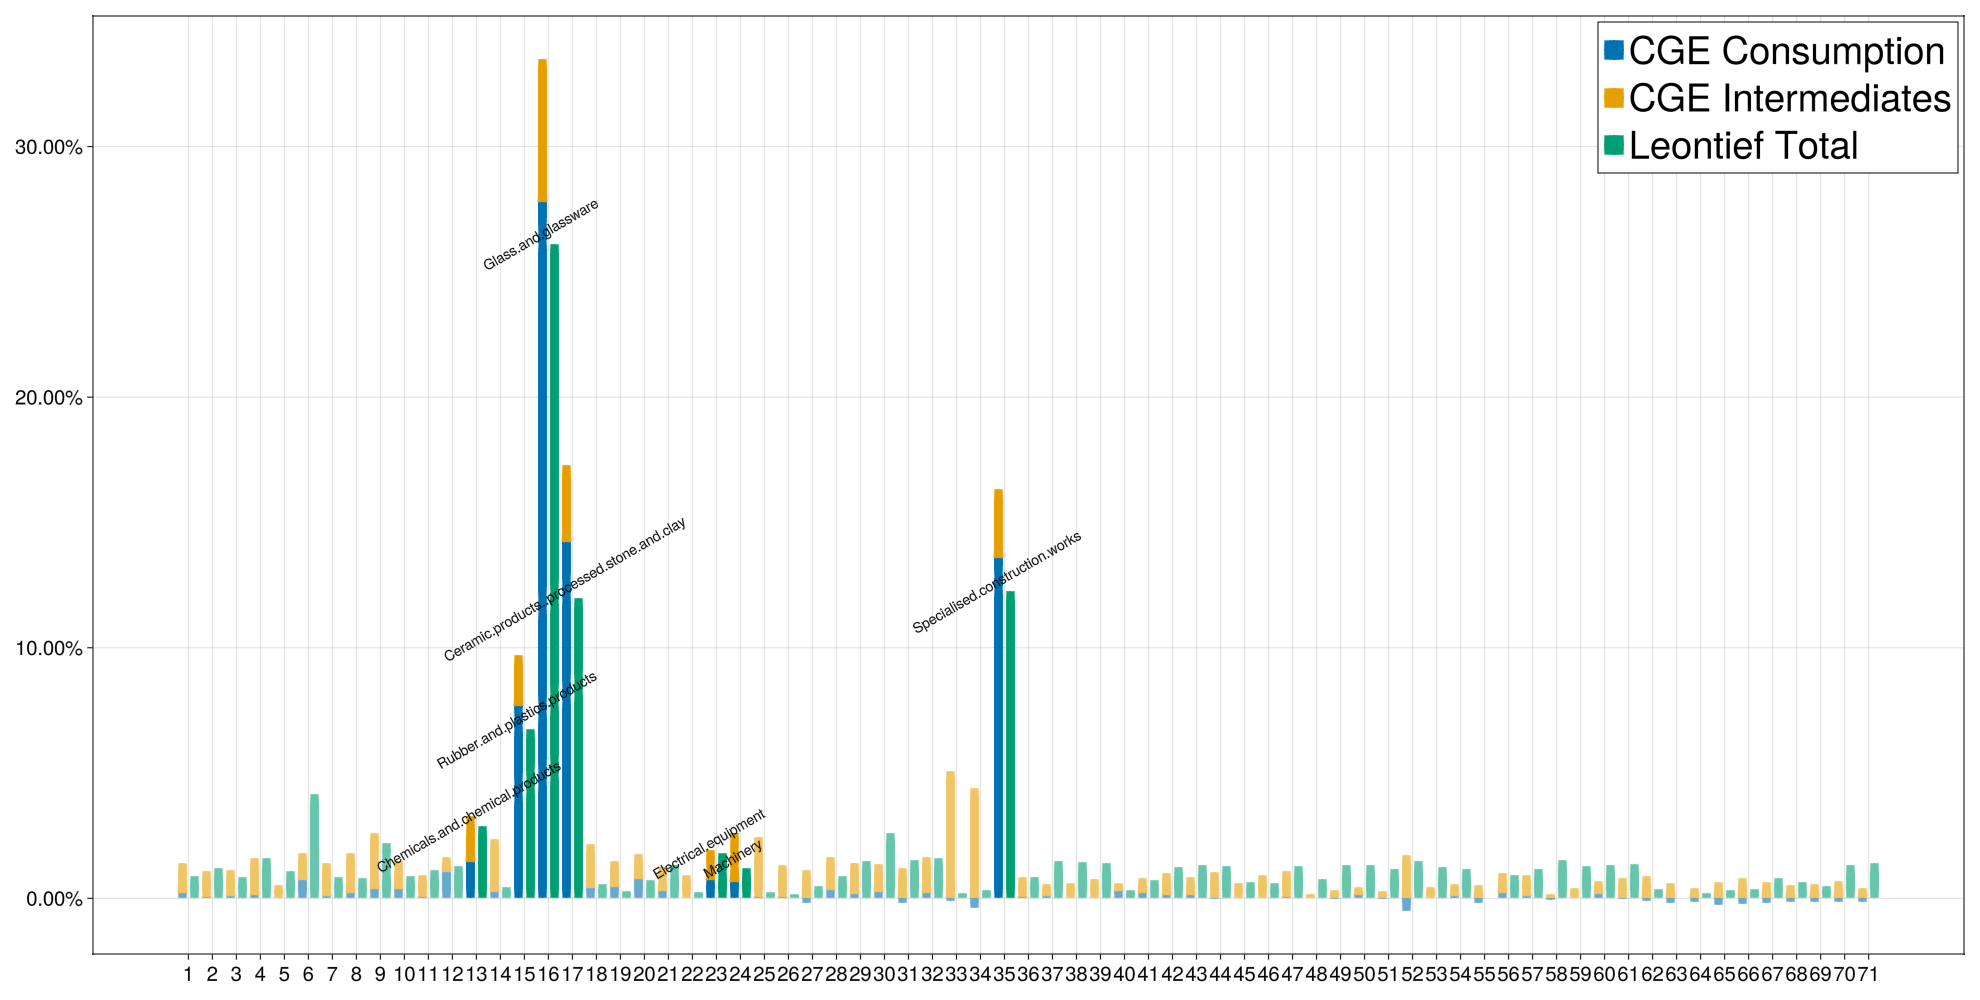 CGE Consumption
CGE Intermediates
Leontief Total
30.00%
20.00%
10.00%
0.00%
Glass.and.glassware
Ceramic.products..processed.stone.and.clay
Specialised.construction.works
Rubber.and.plastics.products
Chemicals.and.chemical.products
Electrical.equipment
Machinery
1 2 3 4 5 6 7 8 9 10 11 12 13 14 15 16 17 18 19 20 21 22 23 24 25 26 27 28 29 30 31 32 33 34 35 36 37 38 39 40 41 42 43 44 45 46 47 48 49 50 51 52 53 54 55 56 57 58 59 60 61 62 63 64 65 66 67 68 69 70 71